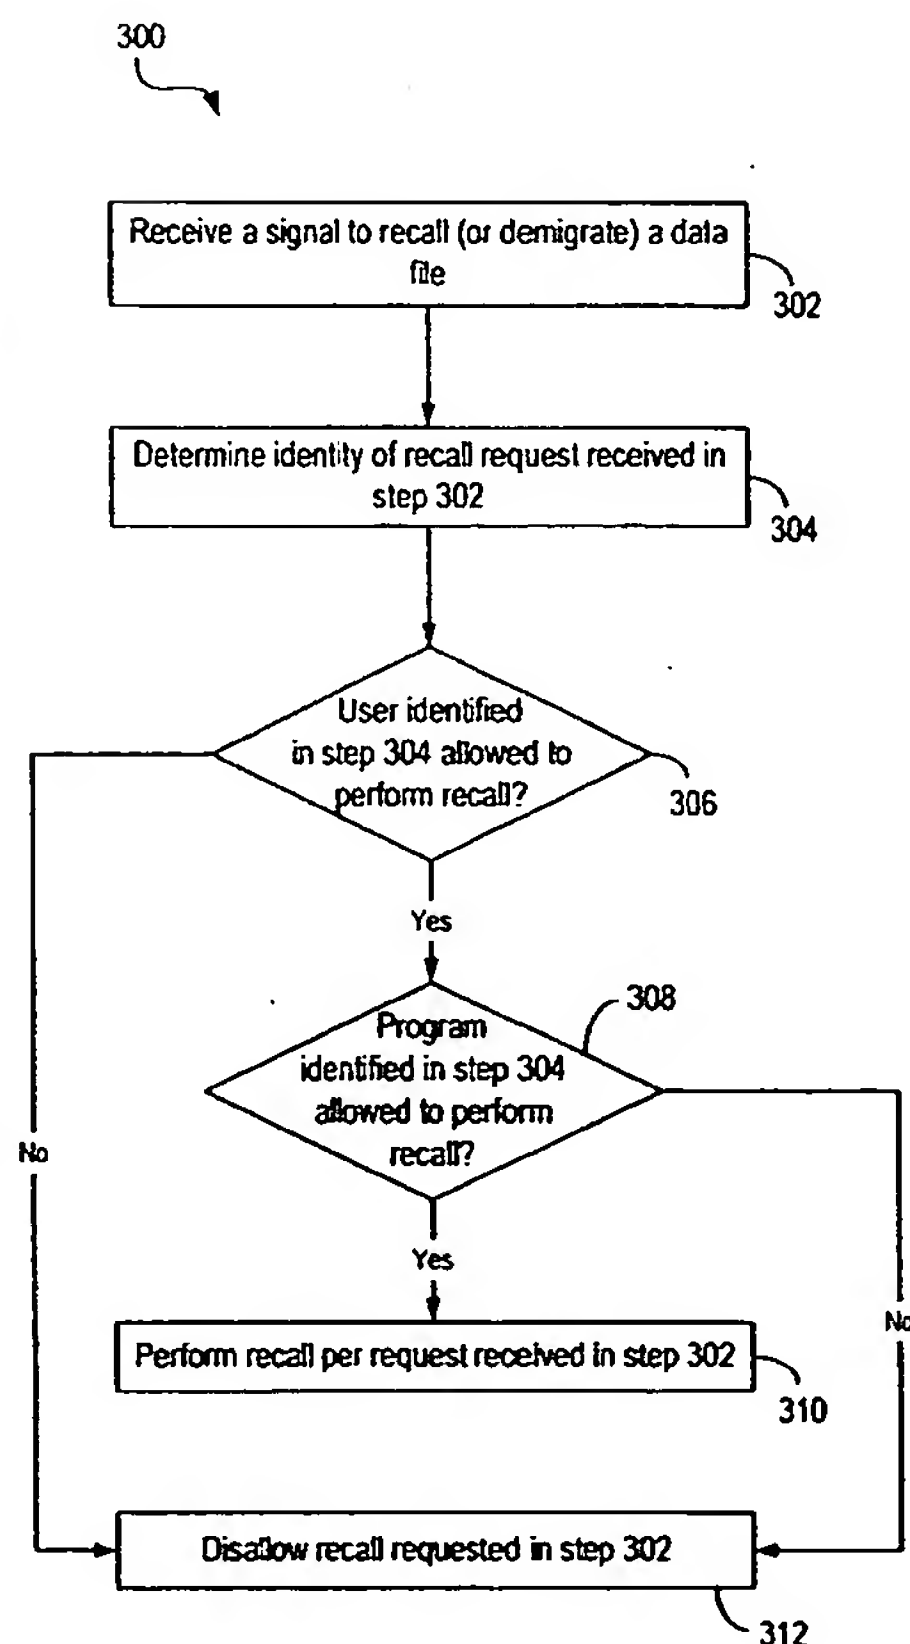 300
Receive a signal to recall (or demigrate) a data
file
302
Determine identity of recall request received in
step 302
304
User identified
in step 304 allowed to
perform recall?
306
Yes
308
Program
identified in step 304
allowed to perform
recall?
No
Yes
No
Perform recall per request received in step 302
310
Disallow recall requested in step 302
312